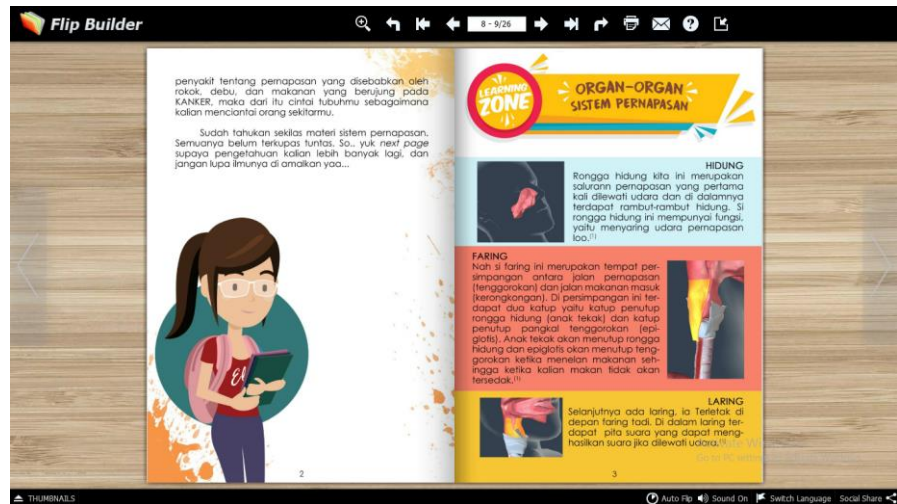 Flip Builder
8 - 9/26
penyakit tentang pernapasan yang disebabkan oleh
rokok, debu, dan makanan yang berujung pada
KANKER, maka dari itu cintai tubuhmu sebagaimana
kalian menciantai orang sekitarmu.
Sudah tahukan sekilas materi sistem pernapasan.
Semuanya belum terkupas tuntas. So.. yuk next page
supaya pengetahuan kalian lebih banyak lagi, dan
jangan lupa ilmunya di amalkan yaa...
2
LEARNING
ZONE
ORGAN-ORGAN
SISTEM PERNAPASAN
HIDUNG
Rongga hidung kita ini merupakan
salurann pernapasan yang pertama
kali dilewati udara dan di dalamnya
terdapat rambut-rambut hidung. Si
rongga hidung ini mempunyai fungsi,
yaitu menyaring udara pernapasan
loo.(1)
FARING
Nah si faring ini merupakan tempat per-
simpangan antara jalan pernapasan
(tenggorokan) dan jalan makanan masuk
(kerongkongan). Di persimpangan ini ter-
dapat dua katup yaitu katup penutup
rongga hidung (anak tekak) dan katup
penutup pangkal tenggorokan (epi-
glotis). Anak tekak akan menutup rongga
hidung dan epiglotis akan menutup teng-
gorokan ketika menelan makanan seh-
ingga ketika kalian makan tidak akan
tersedak.(1)
LARING
Selanjutnya ada laring, ia Terletak di
depan faring tadi. Di dalam laring ter-
dapat pita suara yang dapat meng-
hasilkan suara jika dilewati udara.(1)
3
THUMBNAILS
Auto Flip Sound On Switch Language Social Share